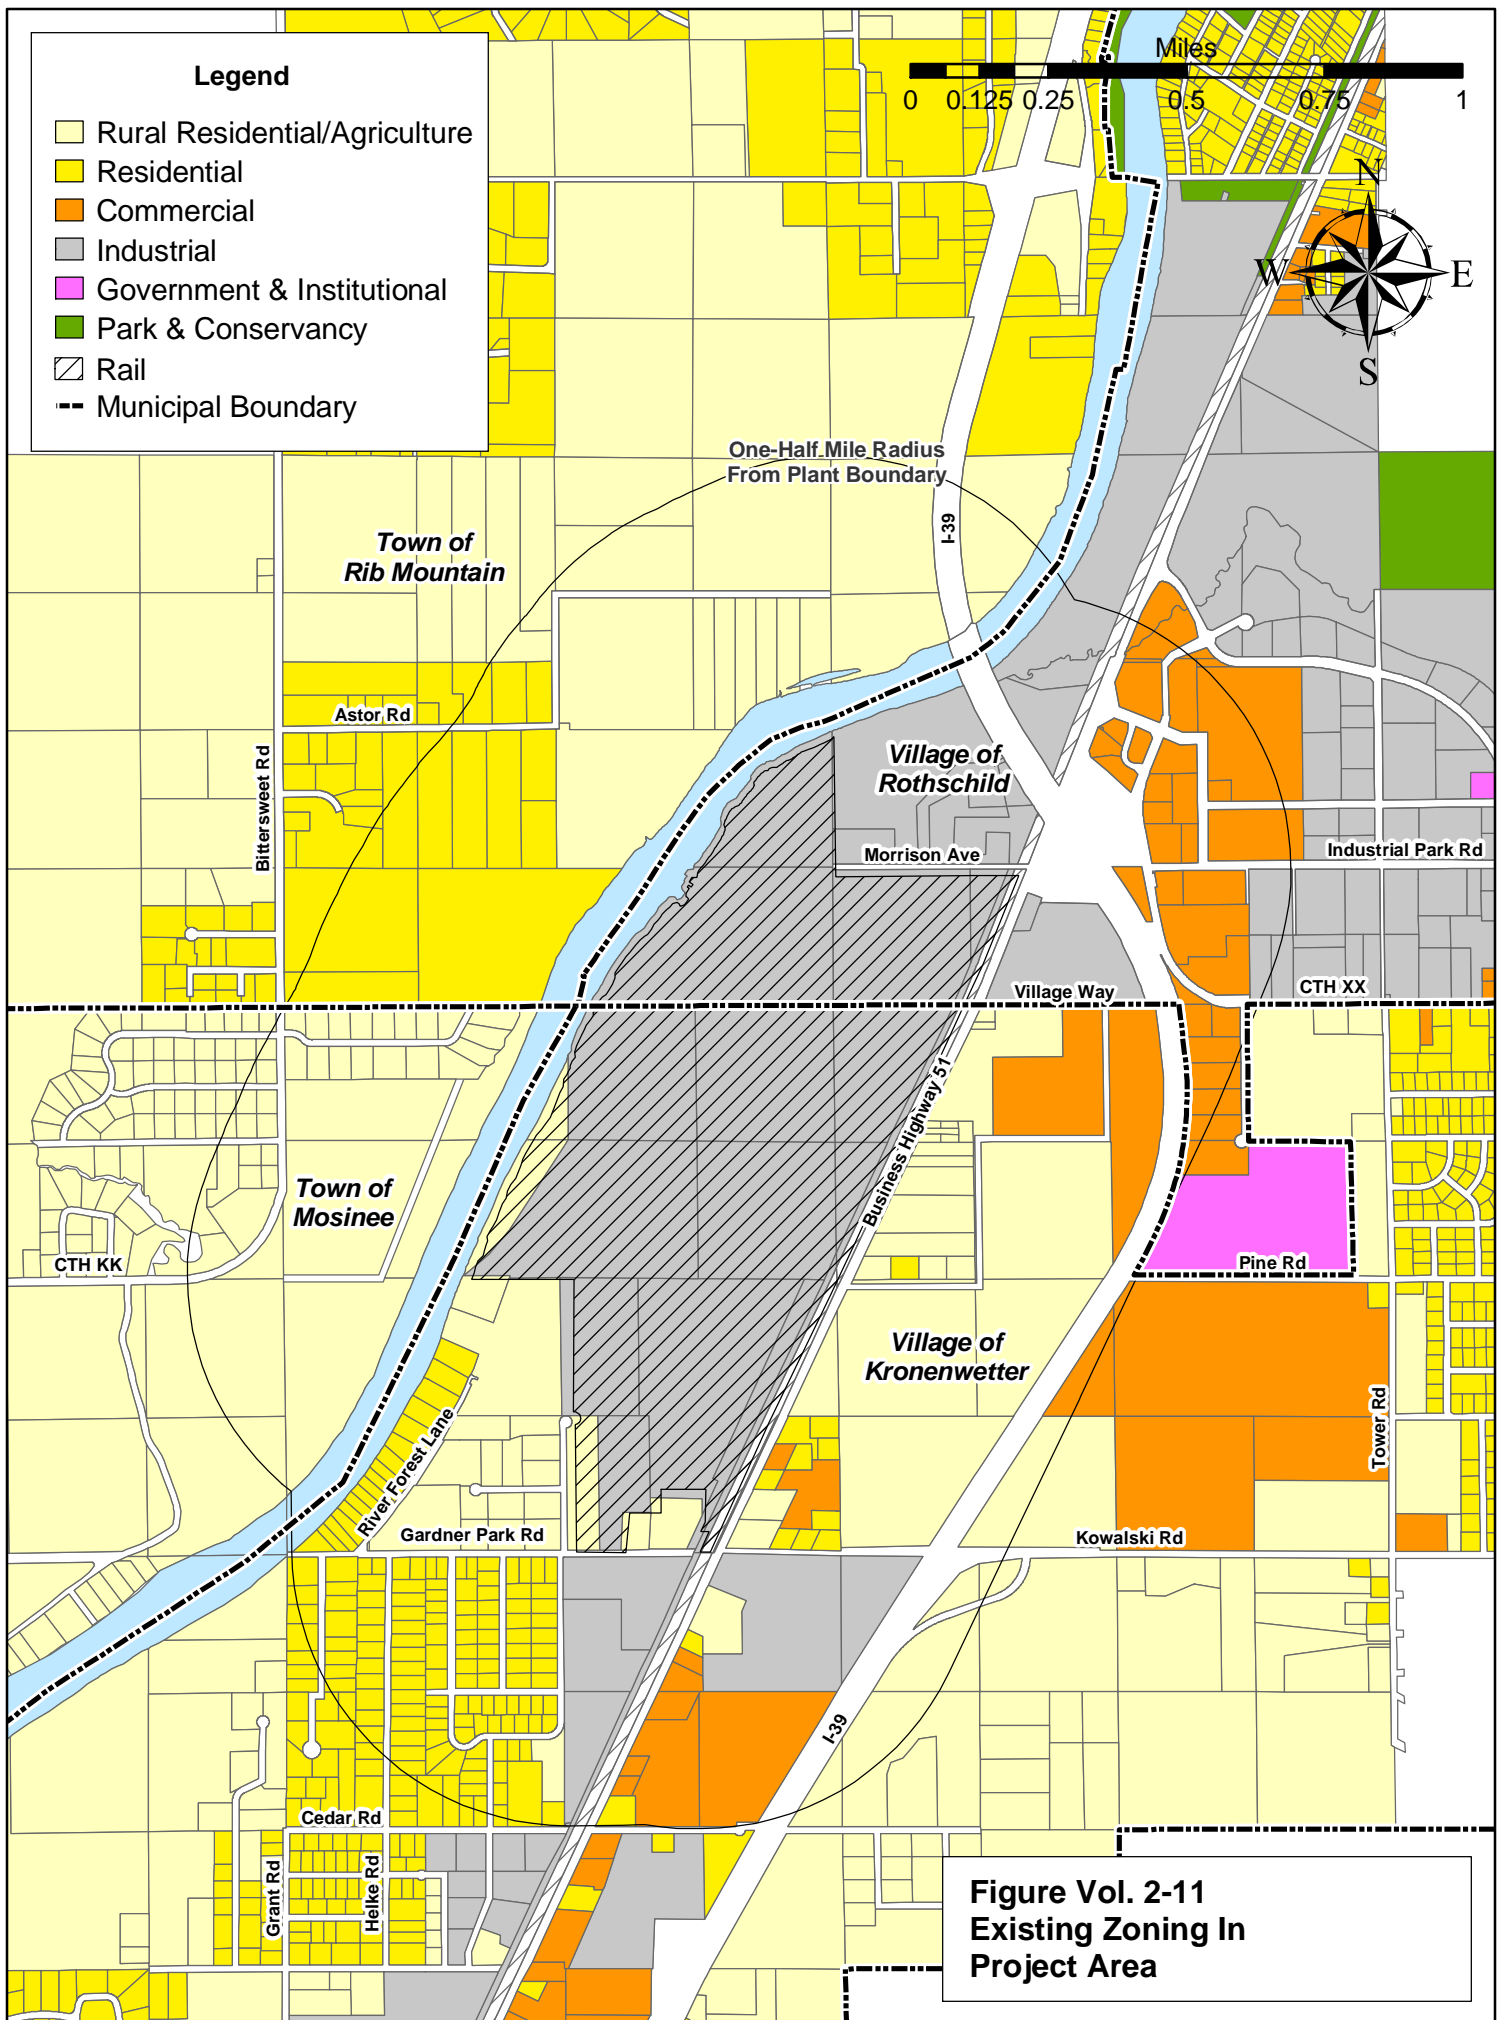 Legend
Rural Residential/Agriculture
Residential
Commercial
Industrial
Government & Institutional
Park & Conservancy
Rail
Municipal Boundary
Miles
0 0.125 0.25 0.5 0.75 1
N
W E
S
One-Half Mile Radius
From Plant Boundary
I-39
Town of
Rib Mountain
Astor Rd
Bittersweet Rd
Village of
Rothschild
Morrison Ave
Industrial Park Rd
Village Way
CTH XX
Business Highway 51
Town of
Mosinee
CTH KK
Pine Rd
Village of
Kronenwetter
Tower Rd
River Forest Lane
Gardner Park Rd
Kowalski Rd
I-39
Cedar Rd
Grant Rd
Helke Rd
Figure Vol. 2-11
Existing Zoning In
Project Area